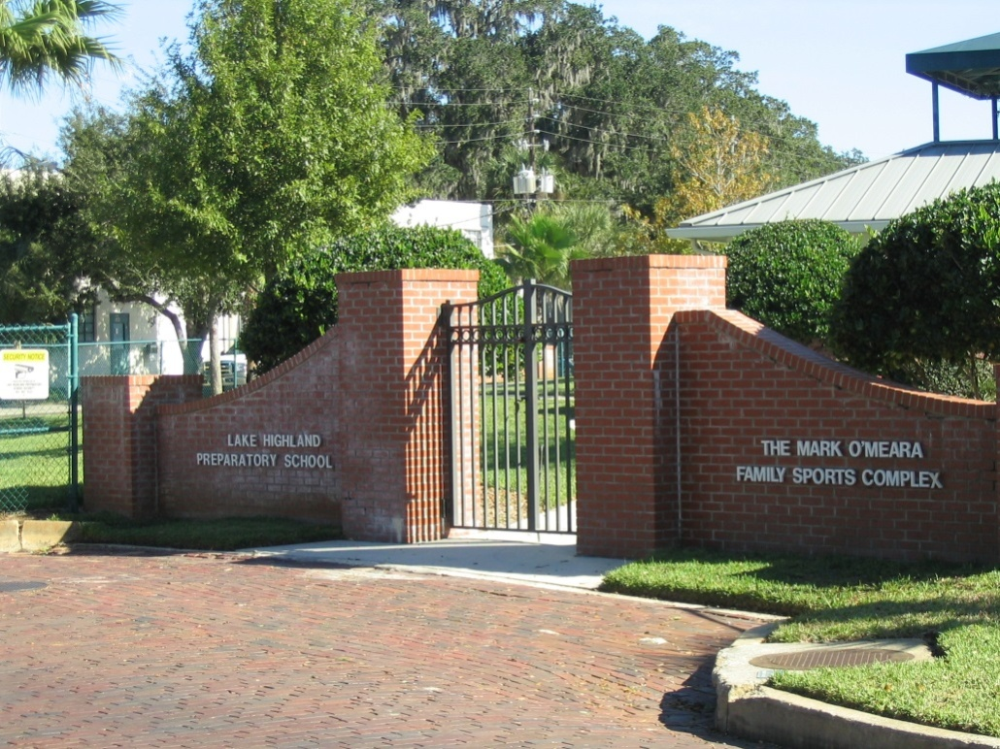 SECURITY NOTICE
LAKE HIGHLAND
PREPARATORY SCHOOL
THE MARK O'MEARA
FAMILY SPORTS COMPLEX